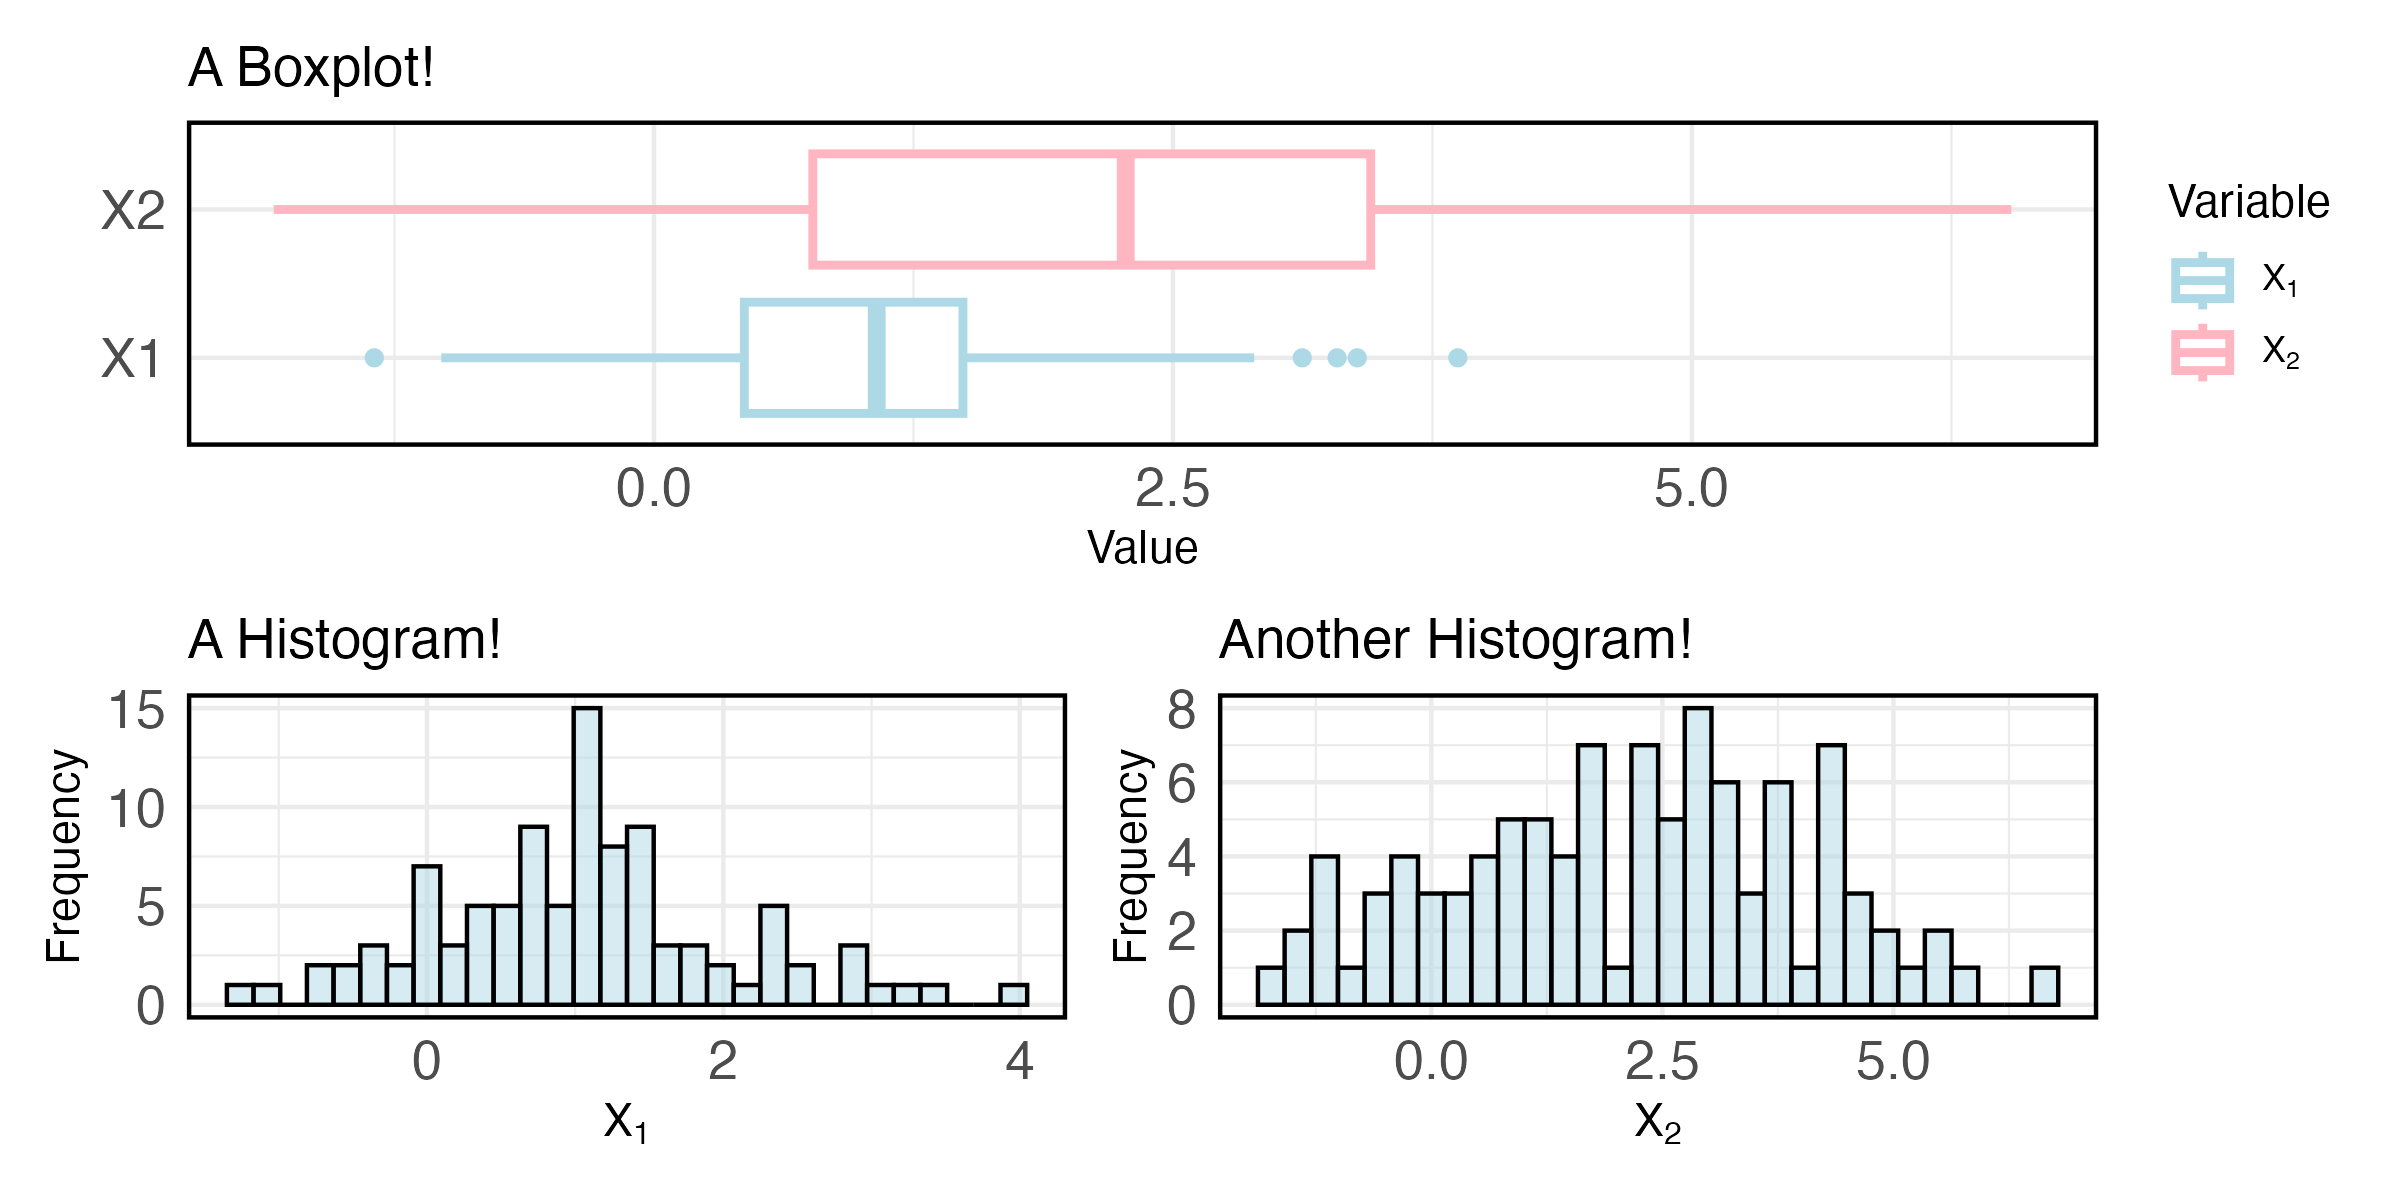 A Boxplot!
X2
X1
0.0 2.5 5.0
Value
Variable
X₁
X₂
A Histogram!
15
10
5
0
Frequency
0 2 4
X₁
Another Histogram!
8
6
4
2
0
Frequency
0.0 2.5 5.0
X₂